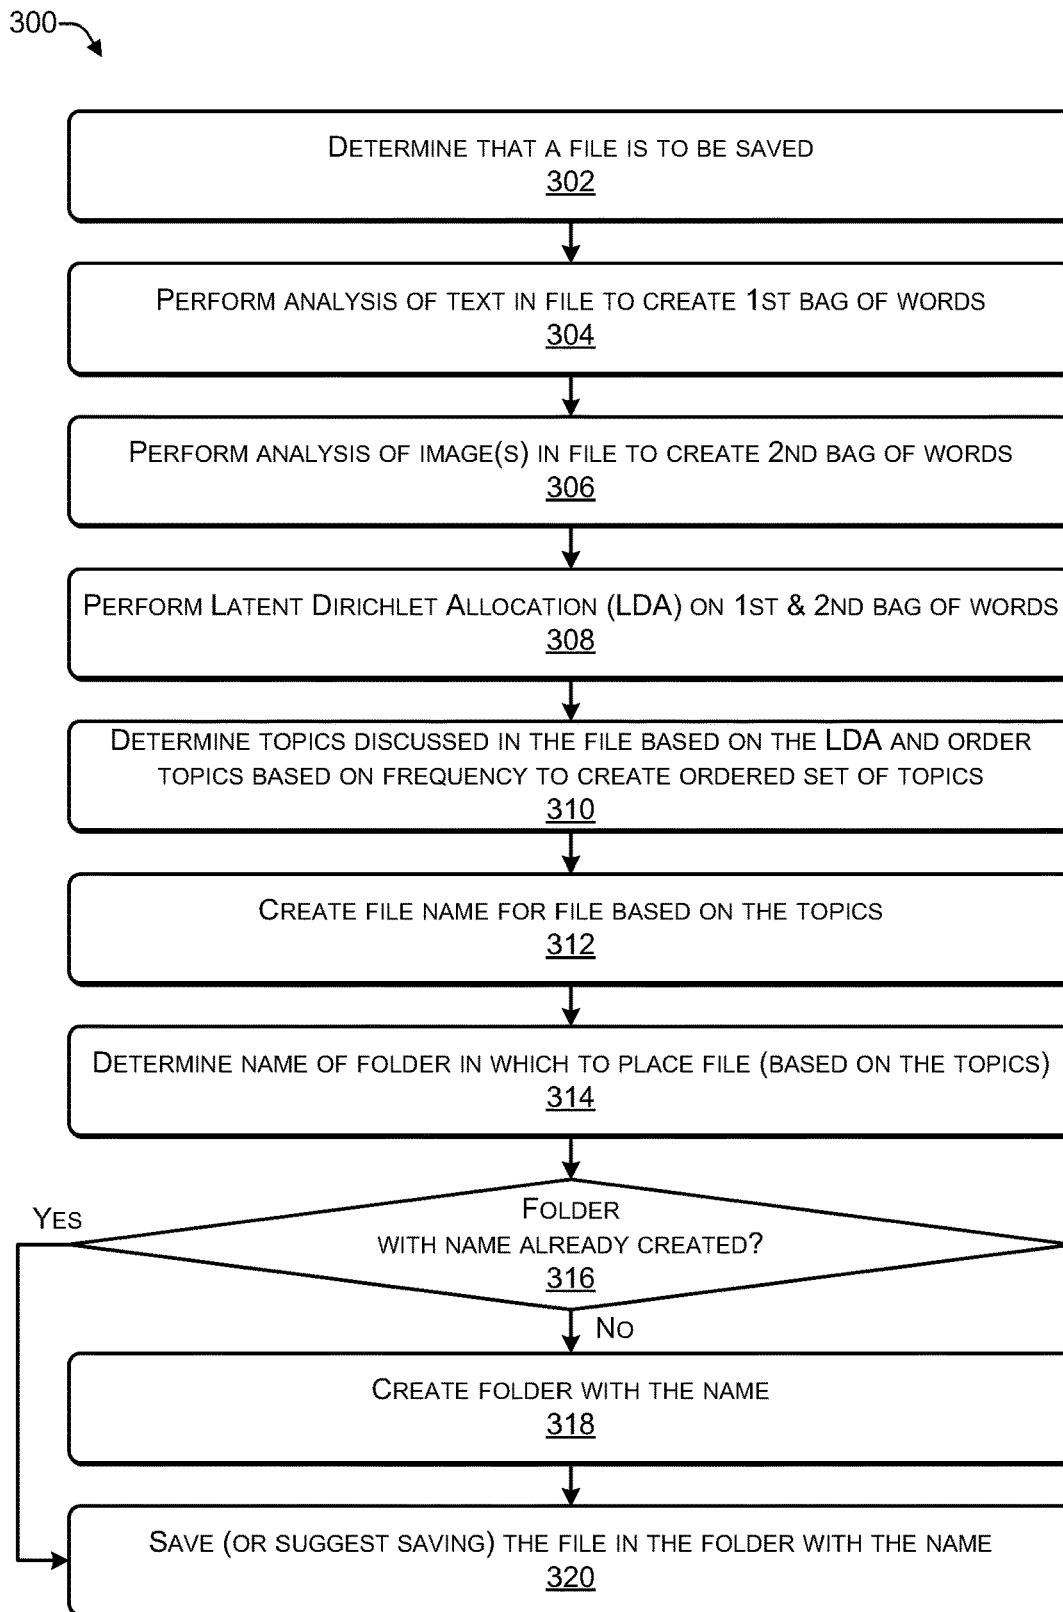 300
DETERMINE THAT A FILE IS TO BE SAVED
302
PERFORM ANALYSIS OF TEXT IN FILE TO CREATE 1ST BAG OF WORDS
304
PERFORM ANALYSIS OF IMAGE(S) IN FILE TO CREATE 2ND BAG OF WORDS
306
PERFORM LATENT DIRICHLET ALLOCATION (LDA) ON 1ST & 2ND BAG OF WORDS
308
DETERMINE TOPICS DISCUSSED IN THE FILE BASED ON THE LDA AND ORDER
TOPICS BASED ON FREQUENCY TO CREATE ORDERED SET OF TOPICS
310
CREATE FILE NAME FOR FILE BASED ON THE TOPICS
312
DETERMINE NAME OF FOLDER IN WHICH TO PLACE FILE (BASED ON THE TOPICS)
314
YES
FOLDER
WITH NAME ALREADY CREATED?
316
NO
CREATE FOLDER WITH THE NAME
318
SAVE (OR SUGGEST SAVING) THE FILE IN THE FOLDER WITH THE NAME
320